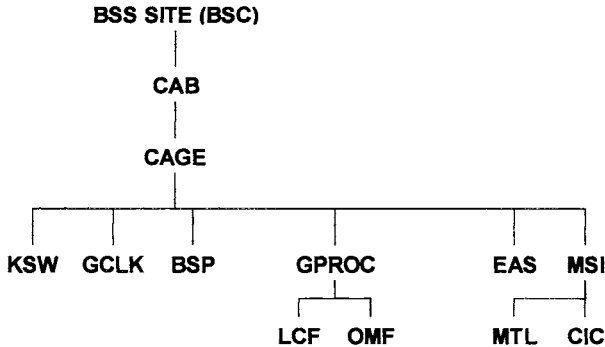 BSS SITE (BSC)
CAB
CAGE
KSW GCLK BSP GPROC EAS MSI
LCF OMF MTL CIC